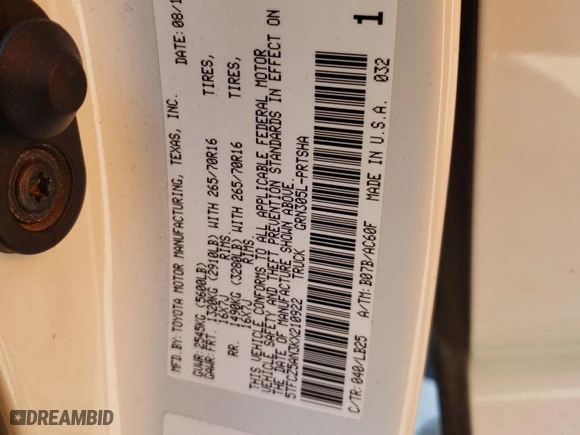 MFD.BY: TOYOTA MOTOR MANUFACTURING, TEXAS, INC. DATE: 08/1
GVWR: 2545KG (5600LB)
GAWR: FRT. 1320KG (2910LB) WITH 265/70R16 TIRES,
16X7J RIMS.
RR. 1490KG (3280LB) WITH 265/70R16 TIRES,
16X7J RIMS.
THIS VEHICLE CONFORMS TO ALL APPLICABLE FEDERAL MOTOR
VEHICLE SAFETY AND THEFT PREVENTION STANDARDS IN EFFECT ON
THE DATE OF MANUFACTURE SHOWN ABOVE.
5TFCZ5AN3KX210922 TRUCK GRN305L-PRTSHA
C/TR: 040/LB25 A/TM: B07B/AC60F MADE IN U.S.A. 032
1
DREAMBID